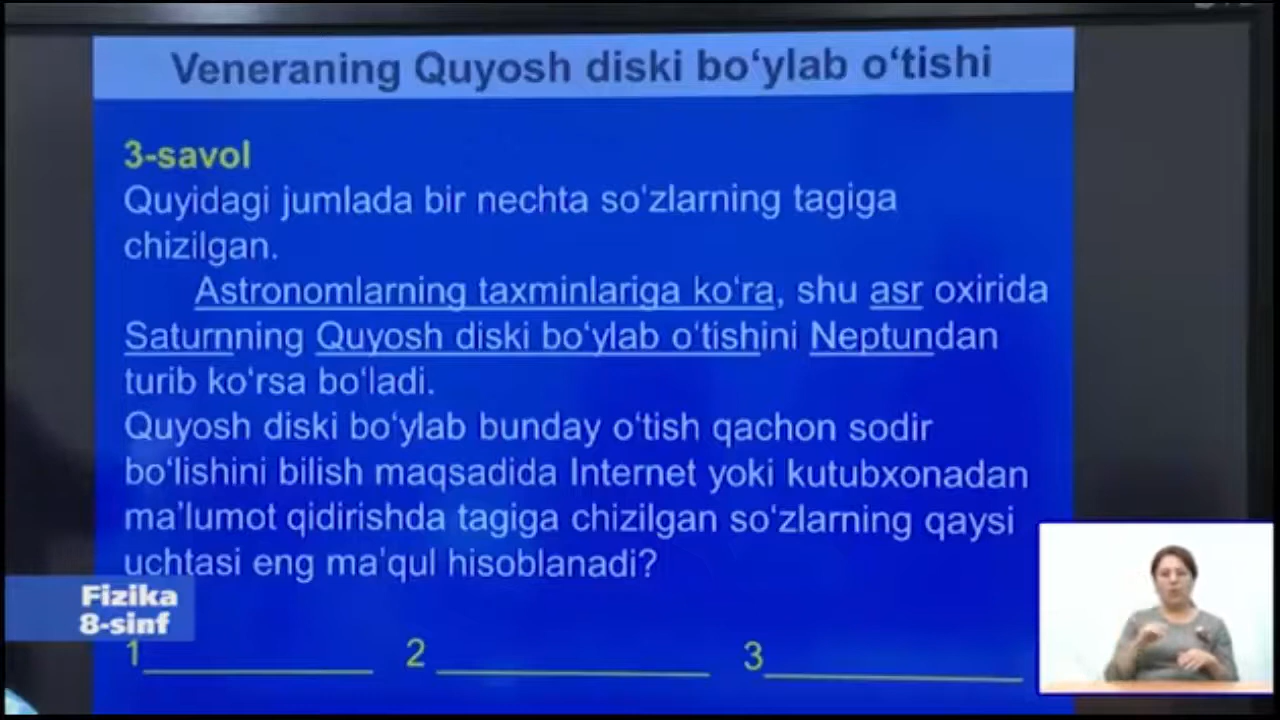 Veneraning Quyosh diski bo‘ylab o‘tishi
3-savol
Quyidagi jumlada bir nechta so‘zlarning tagiga
chizilgan.
Astronomlarning taxminlariga ko‘ra, shu asr oxirida
Saturnning Quyosh diski bo‘ylab o‘tishini Neptundan
turib ko‘rsa bo‘ladi.
Quyosh diski bo‘ylab bunday o‘tish qachon sodir
bo‘lishini bilish maqsadida Internet yoki kutubxonadan
ma’lumot qidirishda tagiga chizilgan so‘zlarning qaysi
uchtasi eng ma’qul hisoblanadi?
1 2 3
Fizika
8-sinf